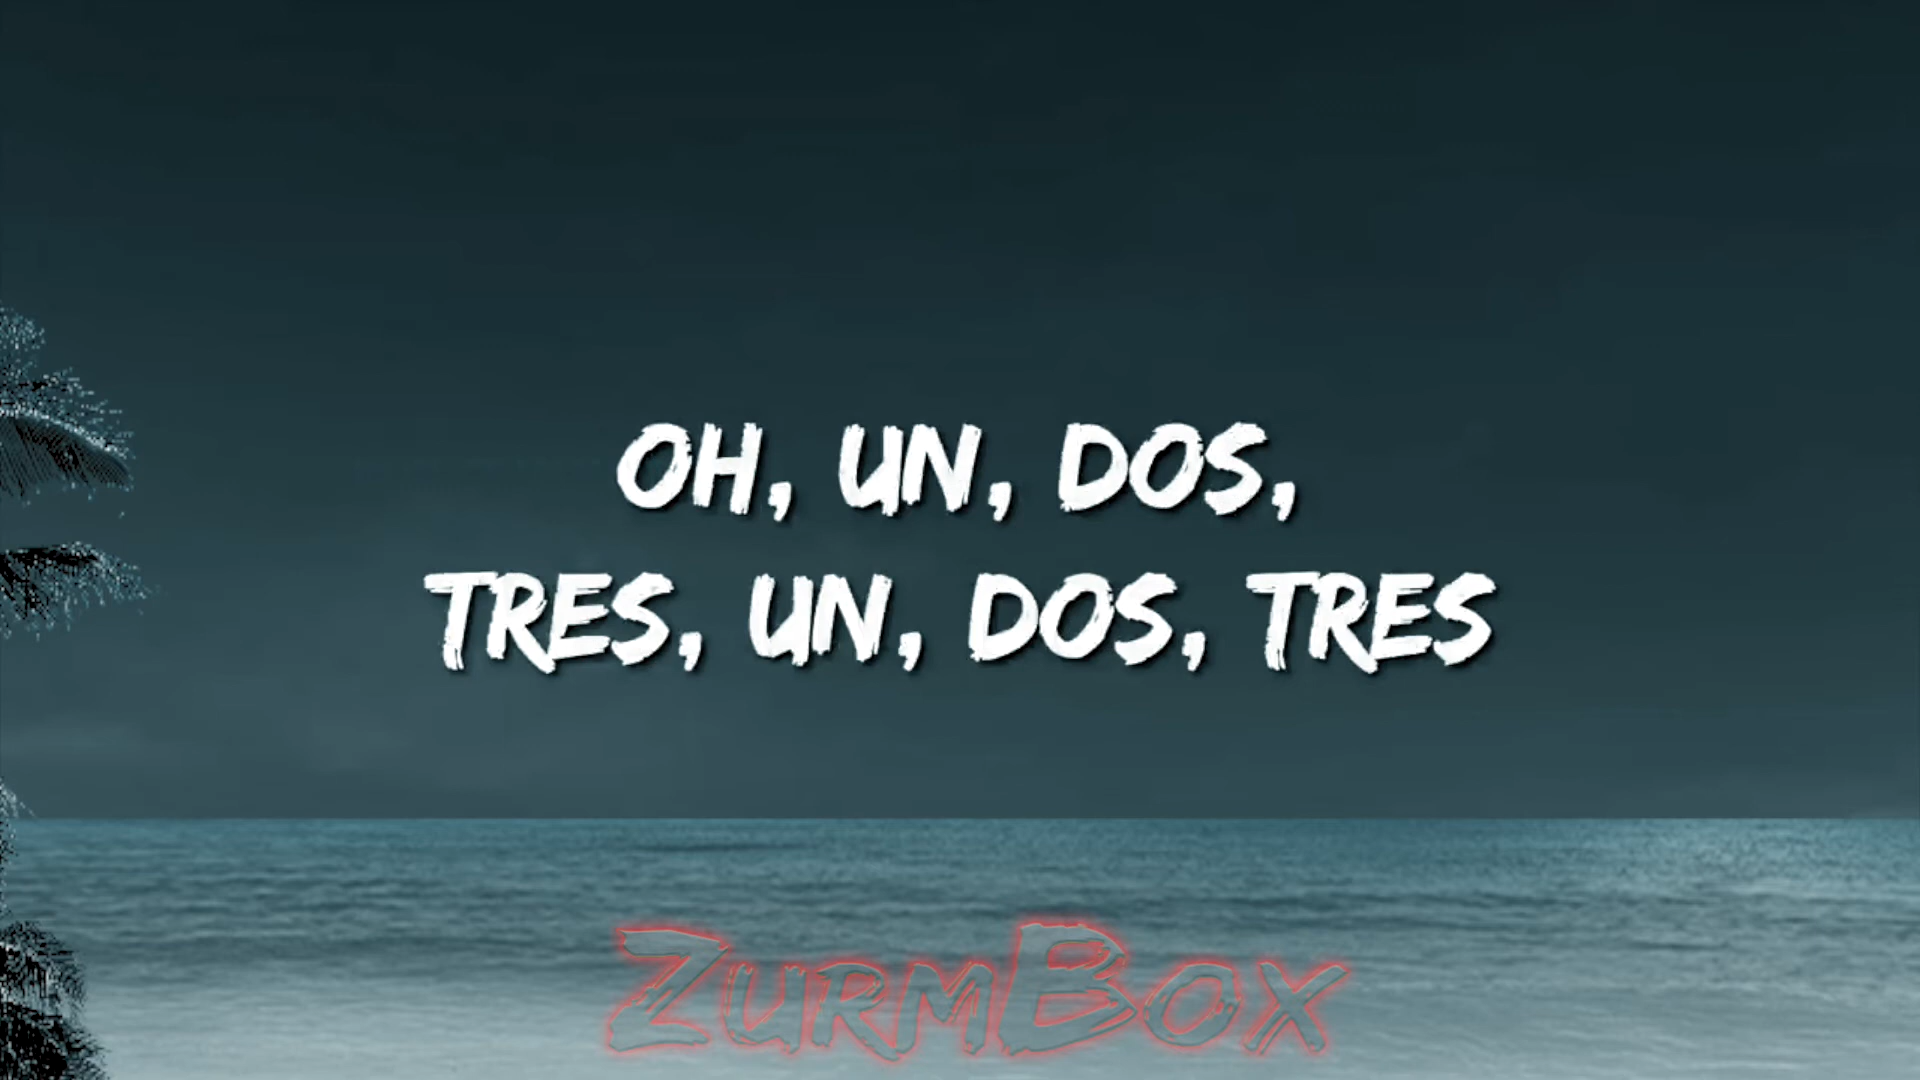 OH, UN, DOS,
TRES, UN, DOS, TRES
ZURMBOX